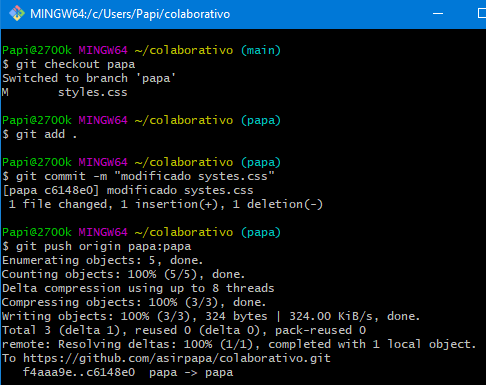 MINGW64:/c/Users/Papi/colaborativo
Papi@2700k MINGW64 ~/colaborativo (main)
$ git checkout papa
Switched to branch 'papa'
M       styles.css
Papi@2700k MINGW64 ~/colaborativo (papa)
$ git add .
Papi@2700k MINGW64 ~/colaborativo (papa)
$ git commit -m "modificado systes.css"
[papa c6148e0] modificado systes.css
 1 file changed, 1 insertion(+), 1 deletion(-)
Papi@2700k MINGW64 ~/colaborativo (papa)
$ git push origin papa:papa
Enumerating objects: 5, done.
Counting objects: 100% (5/5), done.
Delta compression using up to 8 threads
Compressing objects: 100% (3/3), done.
Writing objects: 100% (3/3), 324 bytes | 324.00 KiB/s, done.
Total 3 (delta 1), reused 0 (delta 0), pack-reused 0
remote: Resolving deltas: 100% (1/1), completed with 1 local object.
To https://github.com/asirpapa/colaborativo.git
   f4aaa9e..c6148e0  papa -> papa